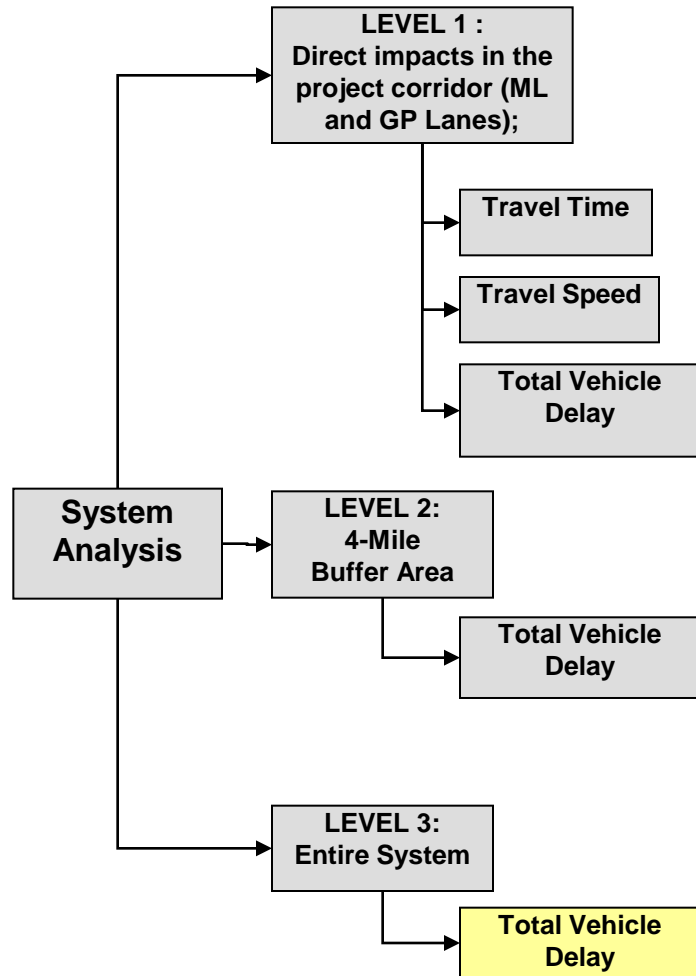 LEVEL 1 :
Direct impacts in the
project corridor (ML
and GP Lanes);
Travel Time
Travel Speed
Total Vehicle
Delay
System
Analysis
LEVEL 2:
4-Mile
Buffer Area
Total Vehicle
Delay
LEVEL 3:
Entire System
Total Vehicle
Delay